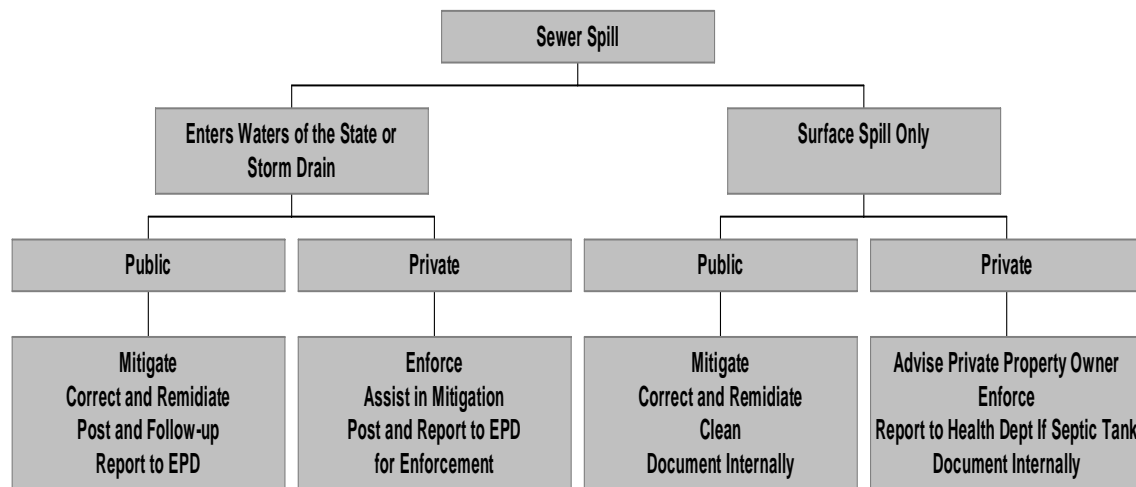 Sewer Spill
Enters Waters of the State or
Storm Drain
Surface Spill Only
Public
Private
Public
Private
Mitigate
Correct and Remidiate
Post and Follow-up
Report to EPD
Enforce
Assist in Mitigation
Post and Report to EPD
for Enforcement
Mitigate
Correct and Remidiate
Clean
Document Internally
Advise Private Property Owner
Enforce
Report to Health Dept If Septic Tank
Document Internally